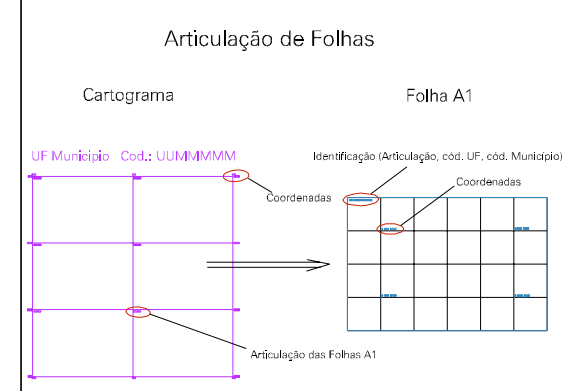 Articulação de Folhas
Cartograma
Folha A1
UF Municipio Cod.: UUMMMMM
Identificação (Articulação, cód. UF, cód. Município)
Coordenadas
Coordenadas
Articulação das Folhas A1